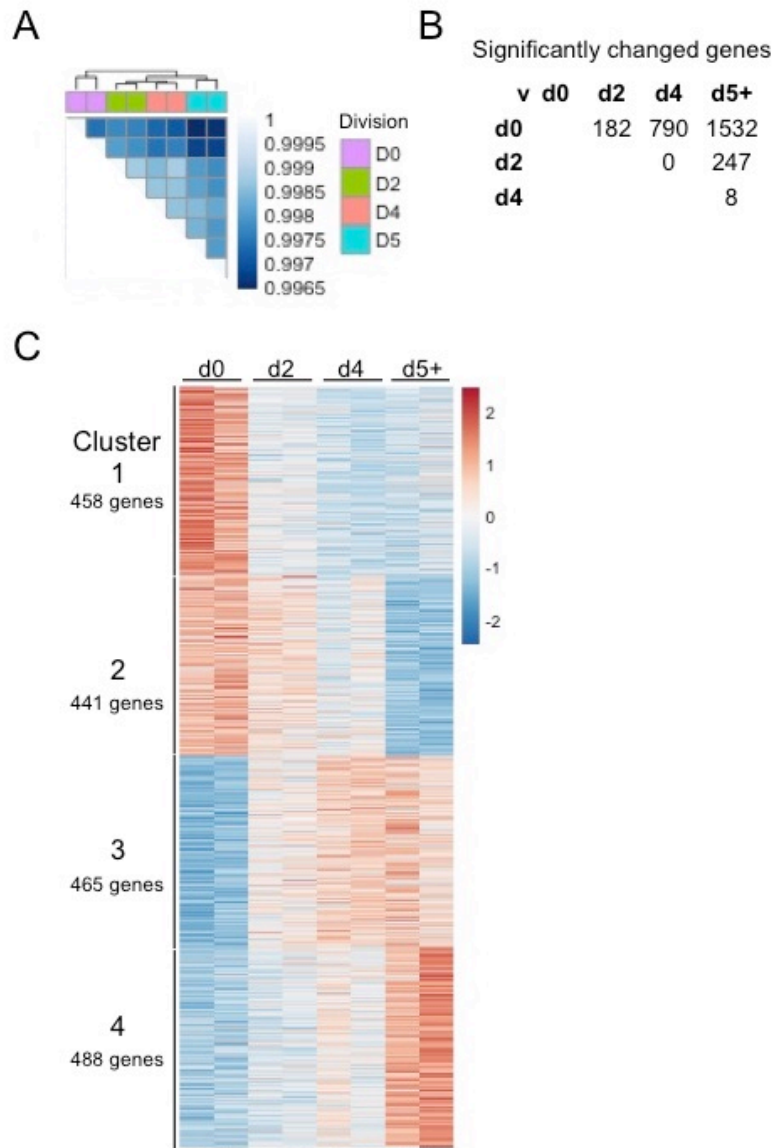 A
1
0.9995
0.999
0.9985
0.998
0.9975
0.997
0.9965
Division
D0
D2
D4
D5
B
Significantly changed genes
v d0 d2 d4 d5+
d0 182 790 1532
d2 0 247
d4 8
C
d0 d2 d4 d5+
Cluster
1
458 genes
2
441 genes
3
465 genes
4
488 genes
2
1
0
-1
-2